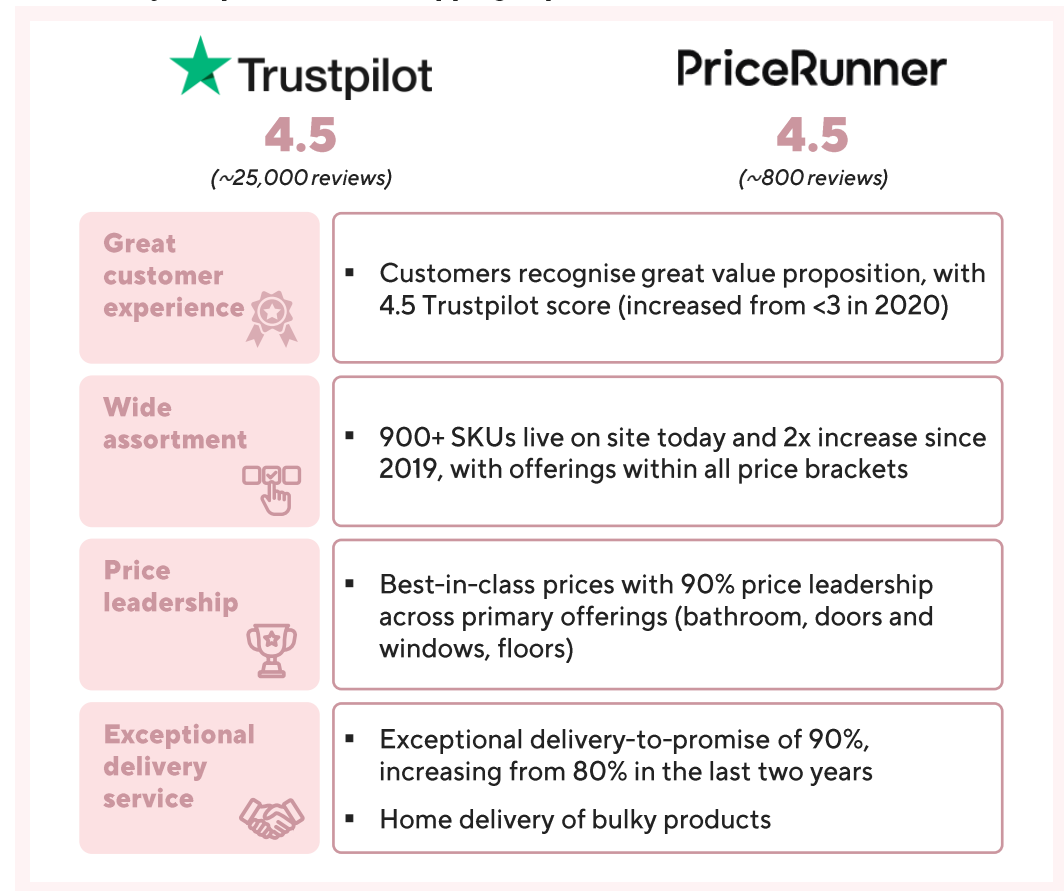 Trustpilot
PriceRunner
4.5
4.5
(~25,000 reviews)
(~800 reviews)
Great
customer
experience
▪ Customers recognise great value proposition, with
4.5 Trustpilot score (increased from <3 in 2020)
Wide
assortment
▪ 900+ SKUs live on site today and 2x increase since
2019, with offerings within all price brackets
Price
leadership
▪ Best-in-class prices with 90% price leadership
across primary offerings (bathroom, doors and
windows, floors)
Exceptional
delivery
service
▪ Exceptional delivery-to-promise of 90%,
increasing from 80% in the last two years
▪ Home delivery of bulky products